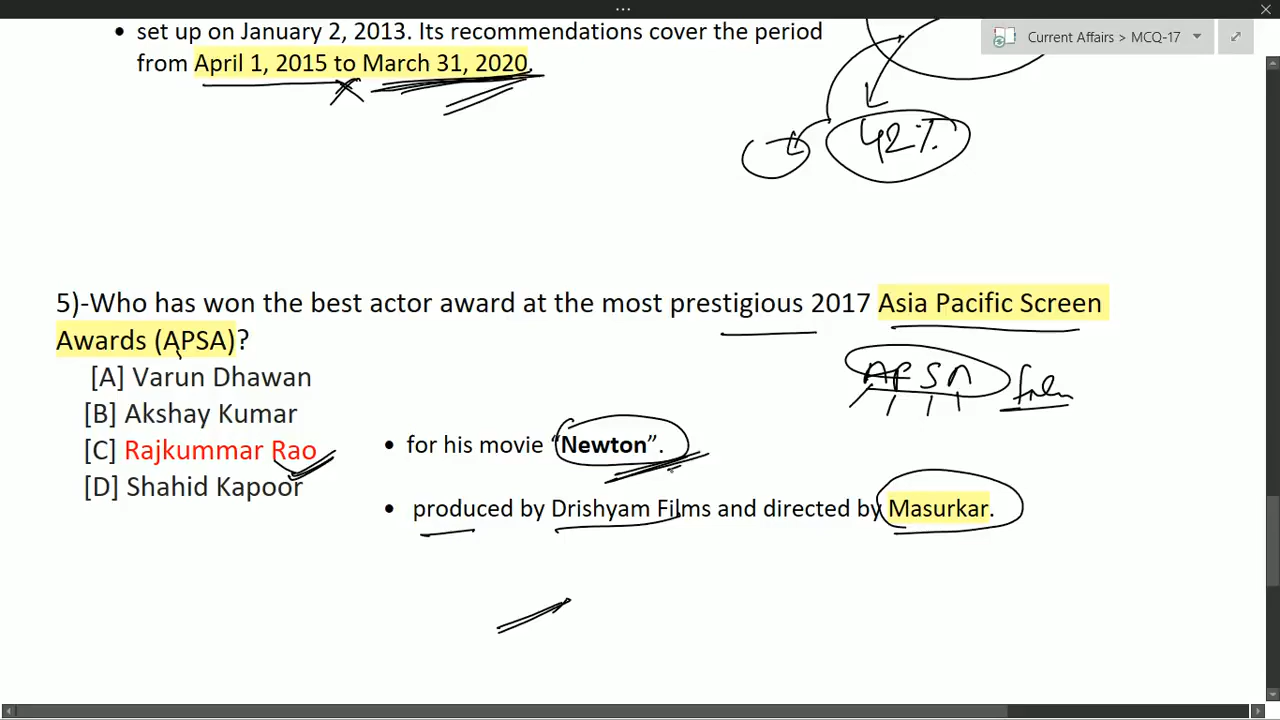 Current Affairs > MCQ-17
• set up on January 2, 2013. Its recommendations cover the period
from April 1, 2015 to March 31, 2020.
42%
5)-Who has won the best actor award at the most prestigious 2017 Asia Pacific Screen
Awards (APSA)?
APSA
[A] Varun Dhawan
[B] Akshay Kumar
[C] Rajkummar Rao
[D] Shahid Kapoor
• for his movie “Newton”.
• produced by Drishyam Films and directed by Masurkar.